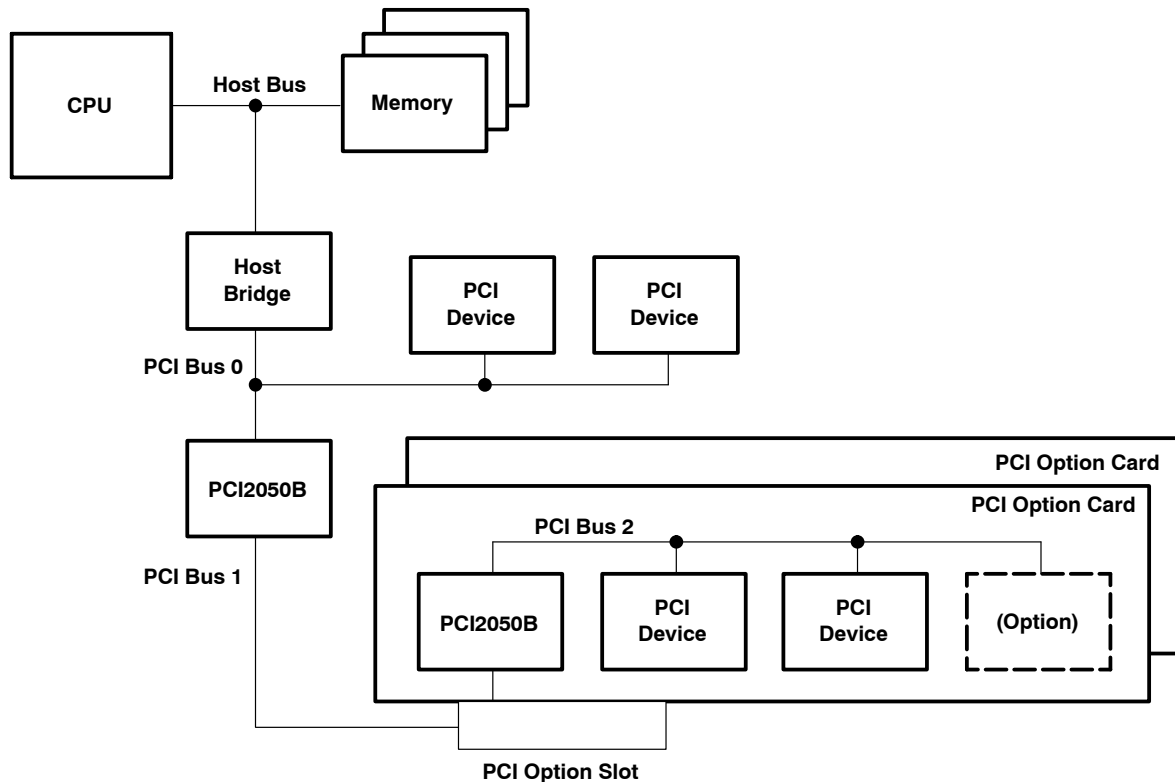 Host Bus
CPU
Memory
Host
Bridge
PCI
Device
PCI
Device
PCI Bus 0
PCI2050B
PCI Option Card
PCI Option Card
PCI Bus 2
PCI Bus 1
PCI2050B
PCI
Device
PCI
Device
(Option)
PCI Option Slot